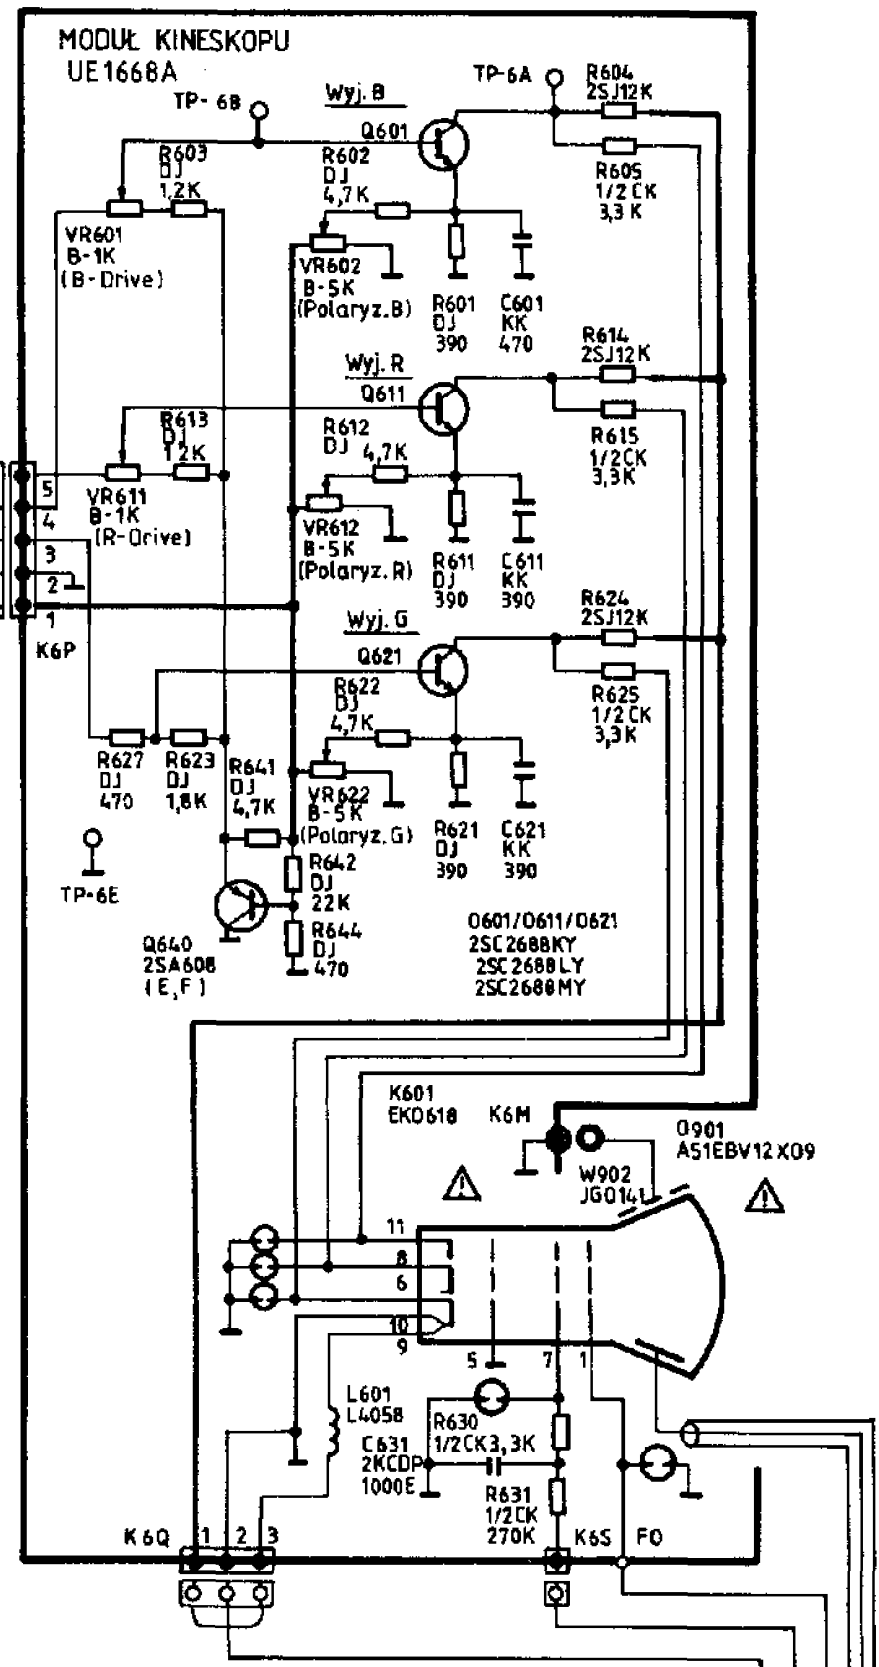 MODUŁ KINESKOPU
UE1668A
TP-6B
Wyj. B
TP-6A
R604
2SJ12K
Q601
R603
DJ
1,2K
R602
DJ
4,7K
R605
1/2 CK
3,3 K
VR601
B-1K
(B-Drive)
VR602
B-5K
(Polaryz.B)
R601
DJ
390
C601
KK
470
R614
2SJ12K
Wyj. R
Q611
R613
DJ
1 2K
R612
DJ
4,7K
R615
1/2CK
3,3K
5
4
3
2
1
K6P
VR611
B-1K
(R-Drive)
VR612
B-5K
(Polaryz. R)
R611
DJ
390
C611
KK
390
R624
2SJ12K
Wyj. G
Q621
R622
DJ
4,7K
R625
1/2 CK
3,3K
R627
DJ
470
R623
DJ
1,8K
R641
DJ
4,7K
VR622
B-5K
(Polaryz. G)
R621
DJ
390
C621
KK
390
TP-6E
R642
DJ
22K
R644
DJ
470
Q640
2SA608
(E,F)
Q601/Q611/Q621
2SC2688KY
2SC2688LY
2SC2688MY
K601
EKD618
K6M
Q901
A51EBV12X09
W902
JG0141
11
8
6
10
9
5
7
1
L601
L4058
C631
2KCDP
1000E
R630
1/2CK3,3K
R631
1/2CK
270K
K6Q
1
2
3
K6S
FO